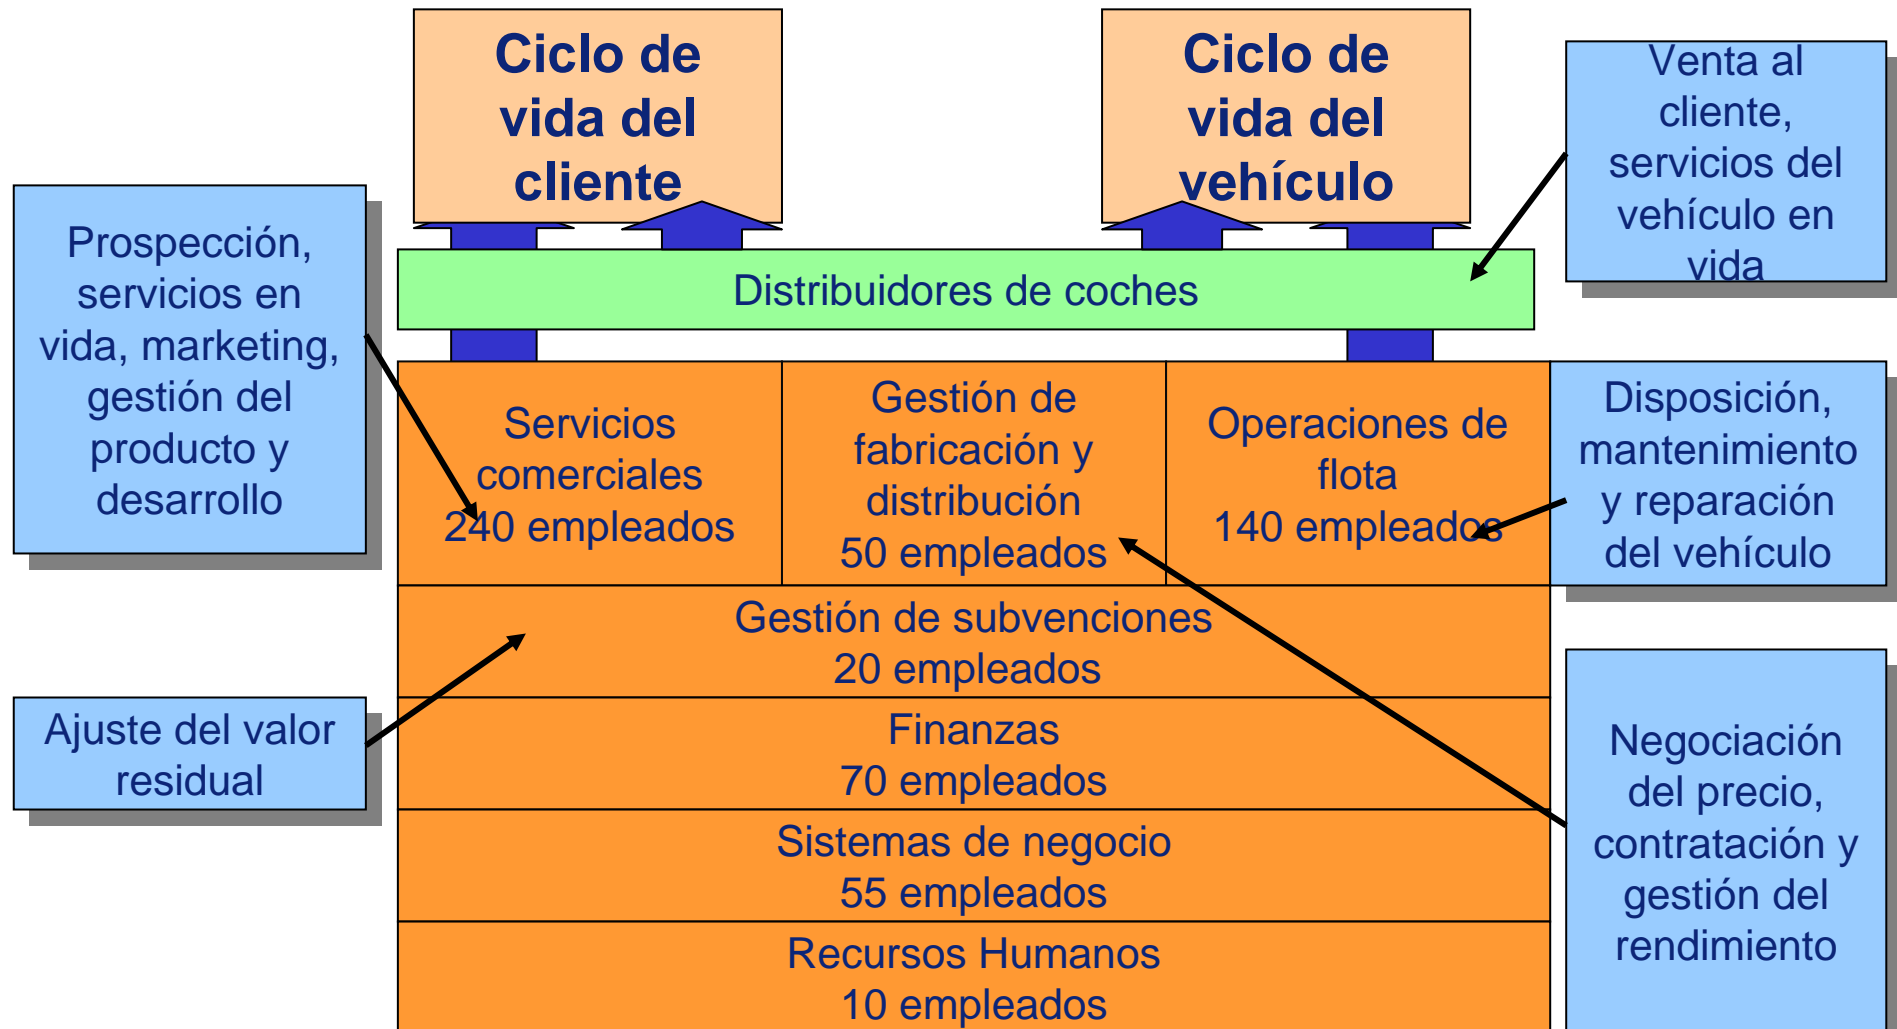 Ciclo de
vida del
cliente
Ciclo de
vida del
vehículo
Venta al
cliente,
servicios del
vehículo en
vida
Prospección,
servicios en
vida, marketing,
gestión del
producto y
desarrollo
Distribuidores de coches
Servicios
comerciales
240 empleados
Gestión de
fabricación y
distribución
50 empleados
Operaciones de
flota
140 empleados
Disposición,
mantenimiento
y reparación
del vehículo
Gestión de subvenciones
20 empleados
Ajuste del valor
residual
Finanzas
70 empleados
Negociación
del precio,
contratación y
gestión del
rendimiento
Sistemas de negocio
55 empleados
Recursos Humanos
10 empleados